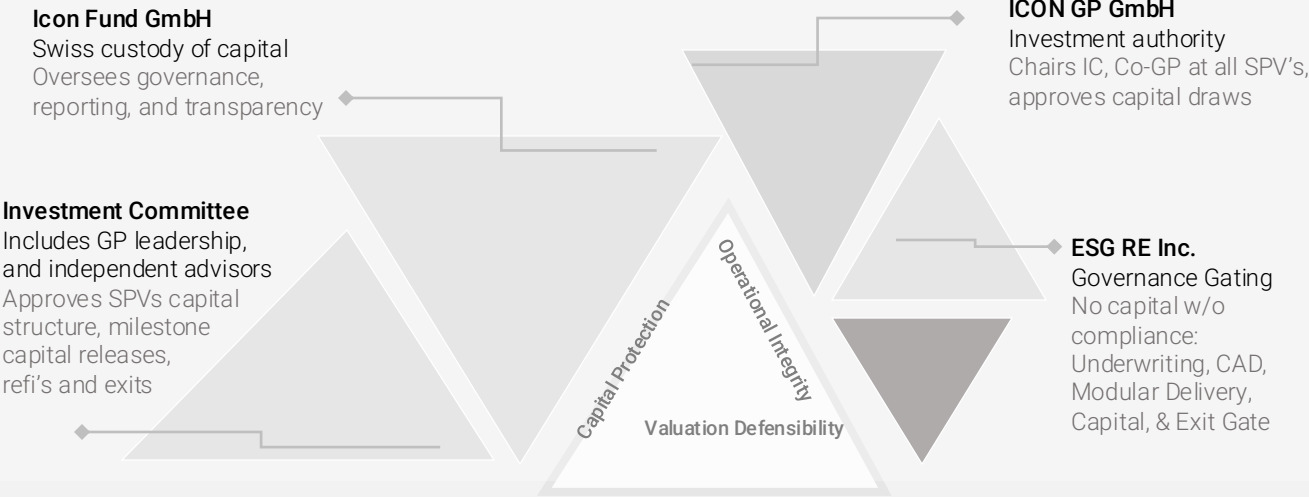 Icon Fund GmbH
Swiss custody of capital
Oversees governance,
reporting, and transparency
ICON GP GmbH
Investment authority
Chairs IC, Co-GP at all SPV's,
approves capital draws
Investment Committee
Includes GP leadership,
and independent advisors
Approves SPVs capital
structure, milestone
capital releases,
refi's and exits
ESG RE Inc.
Governance Gating
No capital w/o
compliance:
Underwriting, CAD,
Modular Delivery,
Capital, & Exit Gate
Capital Protection
Operational Integrity
Valuation Defensibility